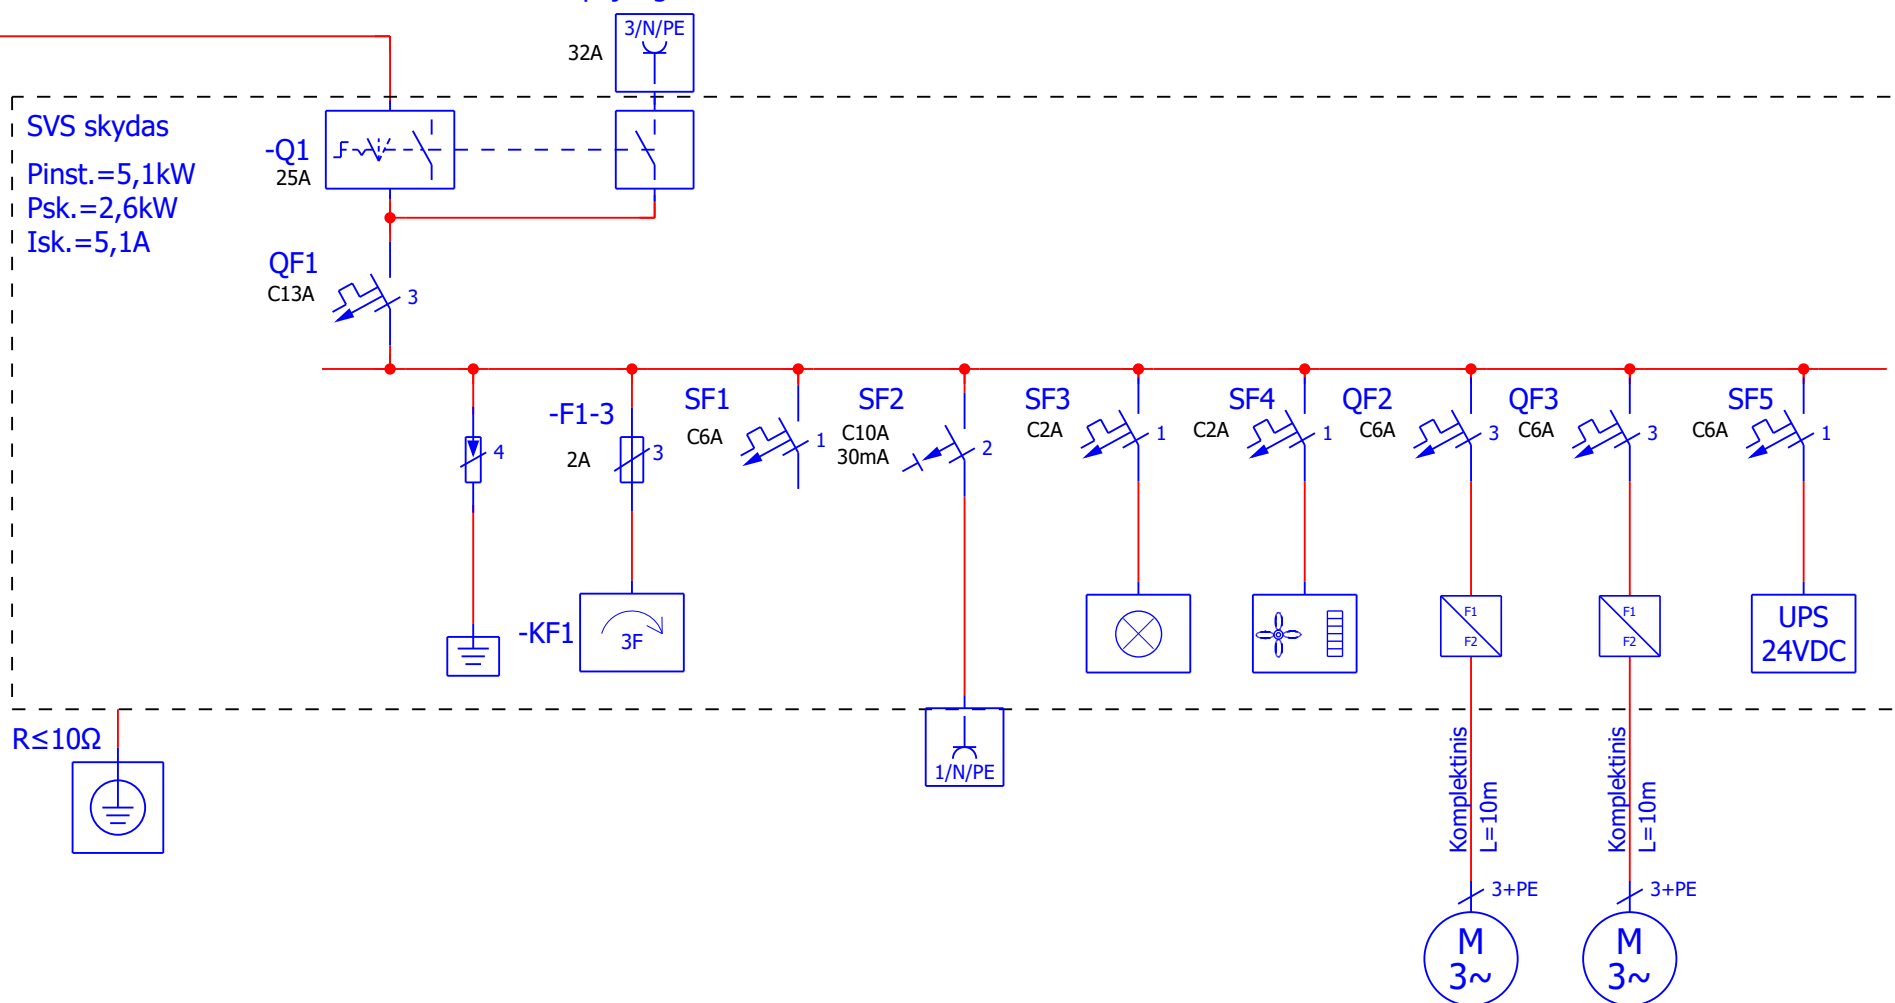 3/N/PE
32A
SVS skydas
Pinst.=5,1kW
Psk.=2,6kW
Isk.=5,1A
-Q1
25A
QF1
C13A
3
4
-F1-3
2A
3
SF1
C6A
1
SF2
C10A
30mA
2
SF3
C2A
1
SF4
C2A
1
QF2
C6A
3
QF3
C6A
3
SF5
C6A
1
-KF1
3F
F1
F2
F1
F2
UPS
24VDC
R≤10Ω
1/N/PE
Komplektinis
L=10m
Komplektinis
L=10m
3+PE
3+PE
M
3~
M
3~